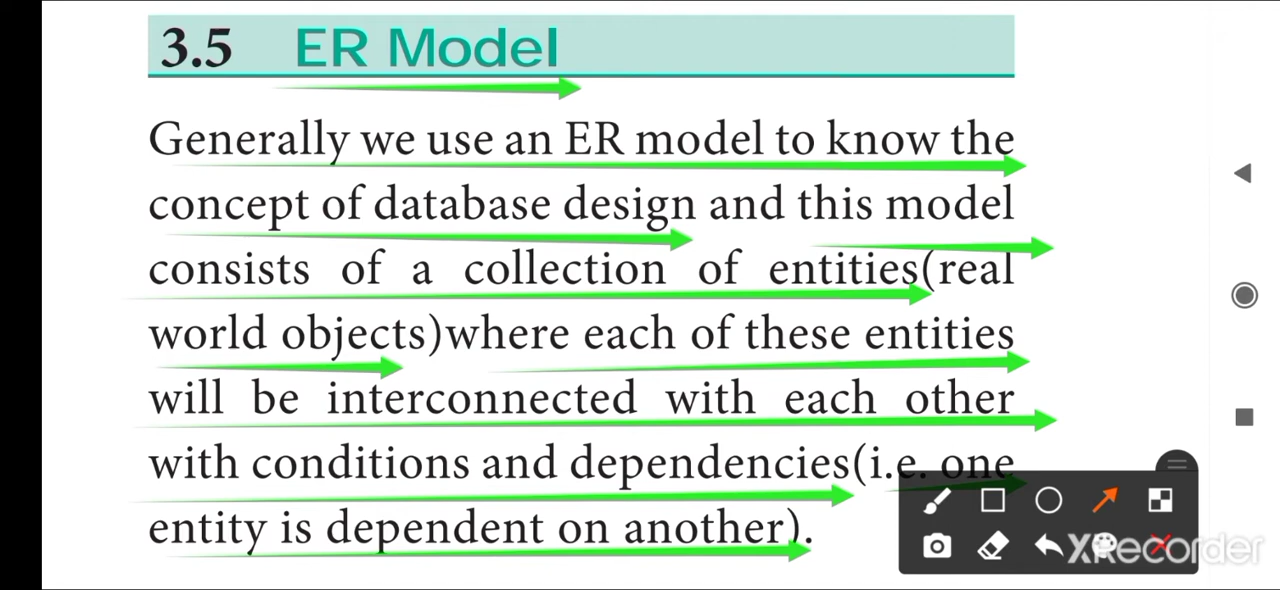 3.5 ER Model
Generally we use an ER model to know the
concept of database design and this model
consists of a collection of entities(real
world objects)where each of these entities
will be interconnected with each other
with conditions and dependencies(i.e. one
entity is dependent on another).
XRecorder